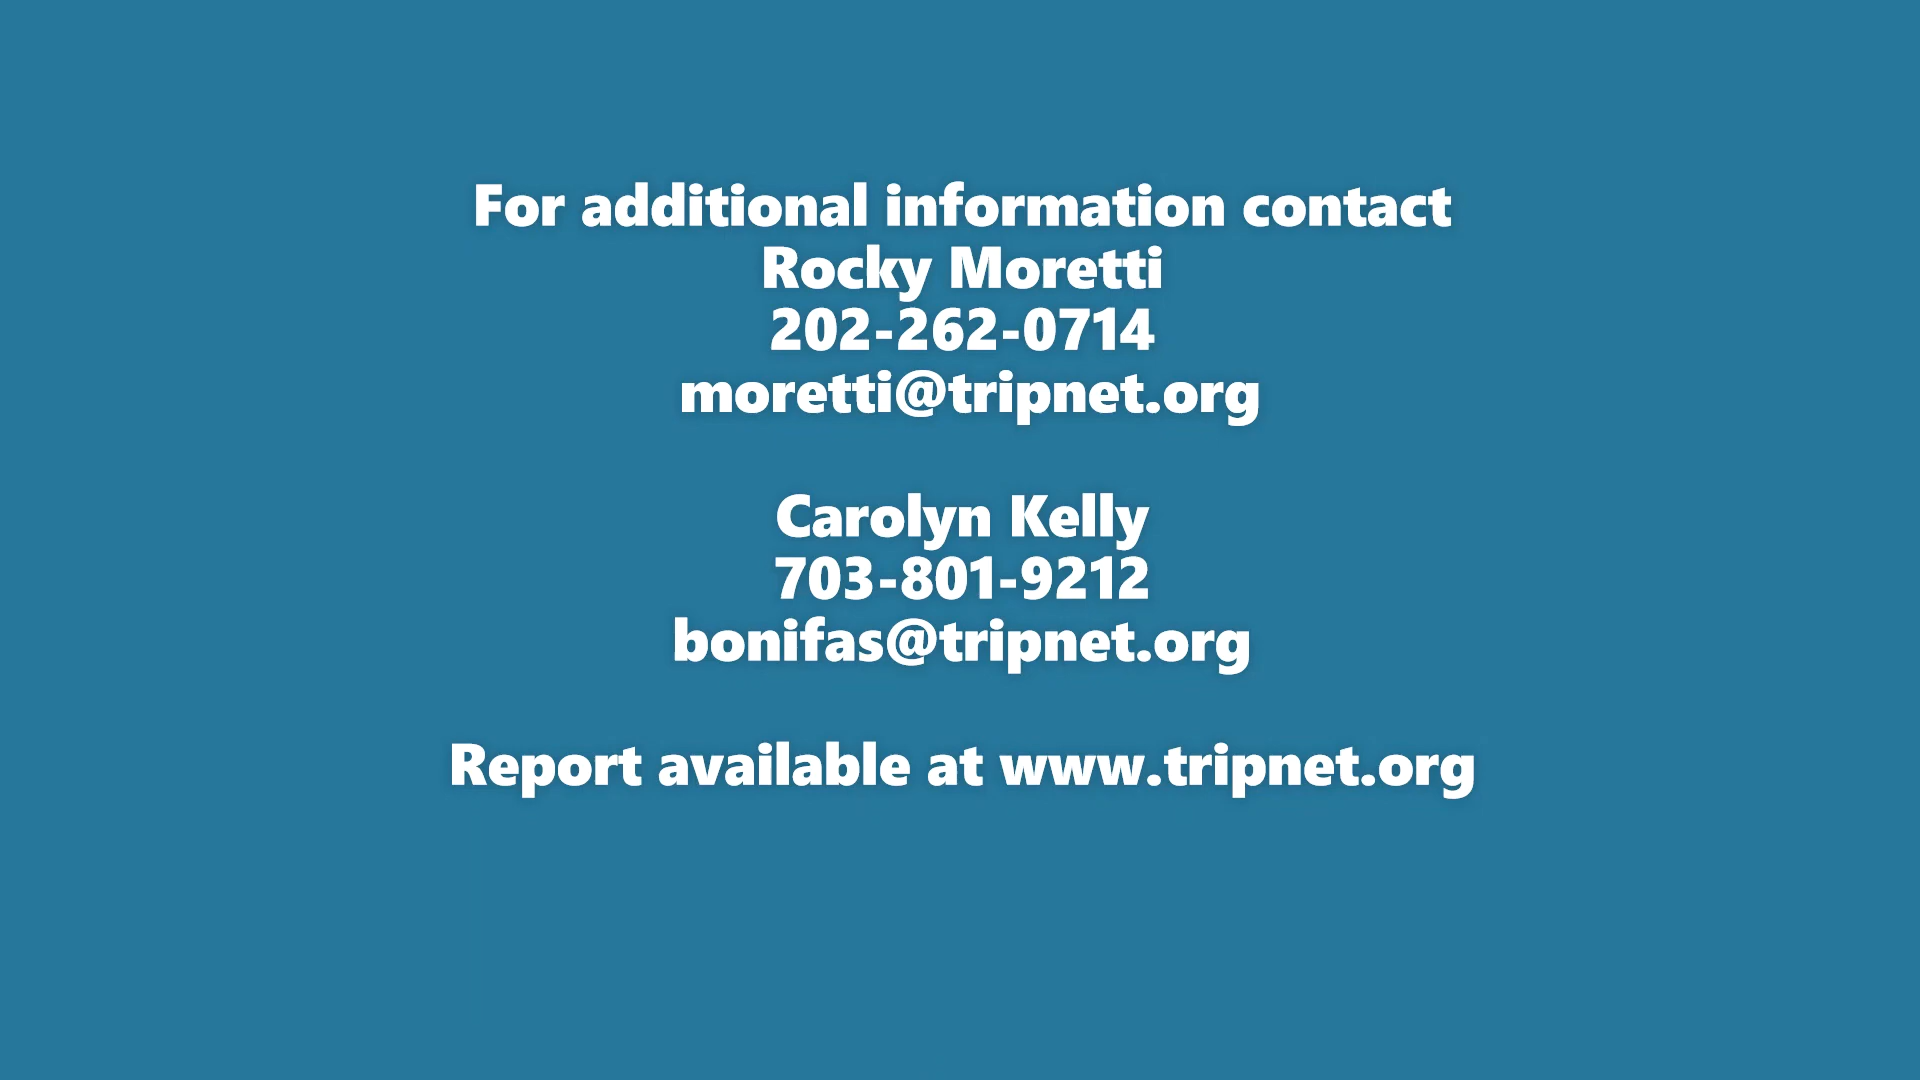 For additional information contact
Rocky Moretti
202-262-0714
moretti@tripnet.org
Carolyn Kelly
703-801-9212
bonifas@tripnet.org
Report available at www.tripnet.org